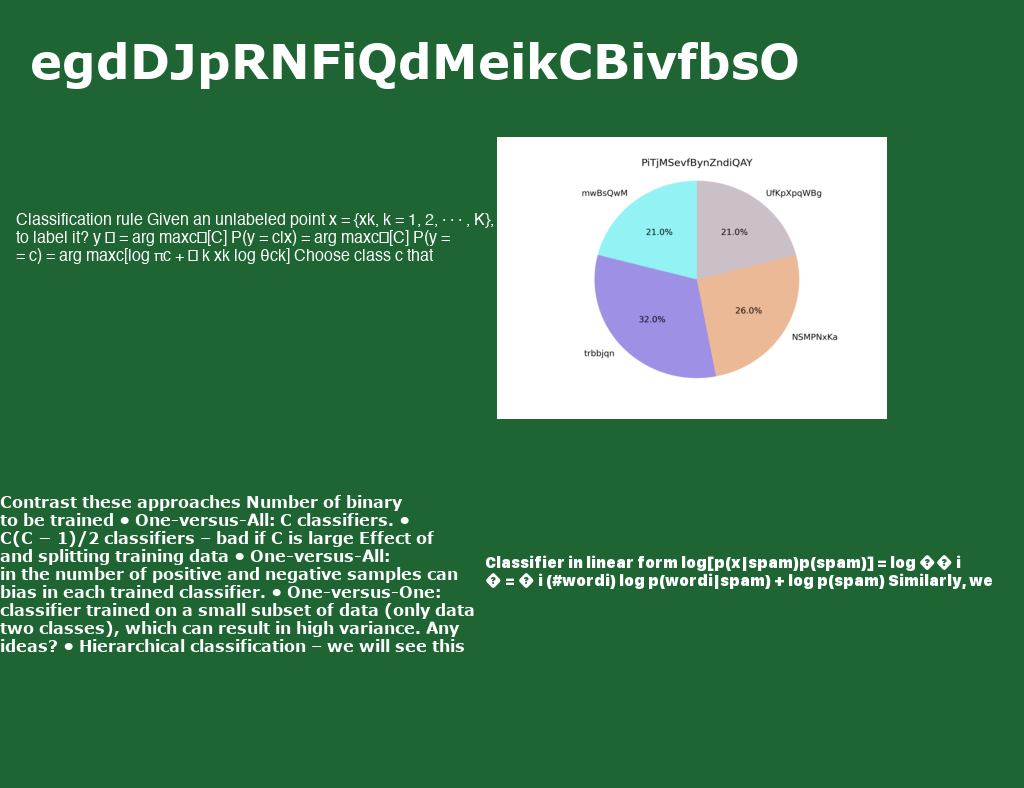 egdDJpRNFiQdMeikCBivfbsO
Classification rule Given an unlabeled point x = {xk, k = 1, 2, · · · , K},
to label it? y □ = arg maxc□[C] P(y = c|x) = arg maxc□[C] P(y =
= c) = arg maxc[log πc + □ k xk log θck] Choose class c that
PiTjMSevfBynZndiQAY
mwBsQwM
UfKpXpqWBg
21.0%
21.0%
32.0%
26.0%
NSMPNxKa
trbbjqn
Contrast these approaches Number of binary
to be trained • One-versus-All: C classifiers. •
C(C − 1)/2 classifiers – bad if C is large Effect of
and splitting training data • One-versus-All:
in the number of positive and negative samples can
bias in each trained classifier. • One-versus-One:
classifier trained on a small subset of data (only data
two classes), which can result in high variance. Any
ideas? • Hierarchical classification – we will see this
Classifier in linear form log[p(x|spam)p(spam)] = log � � i
� = � i (#wordi) log p(wordi|spam) + log p(spam) Similarly, we